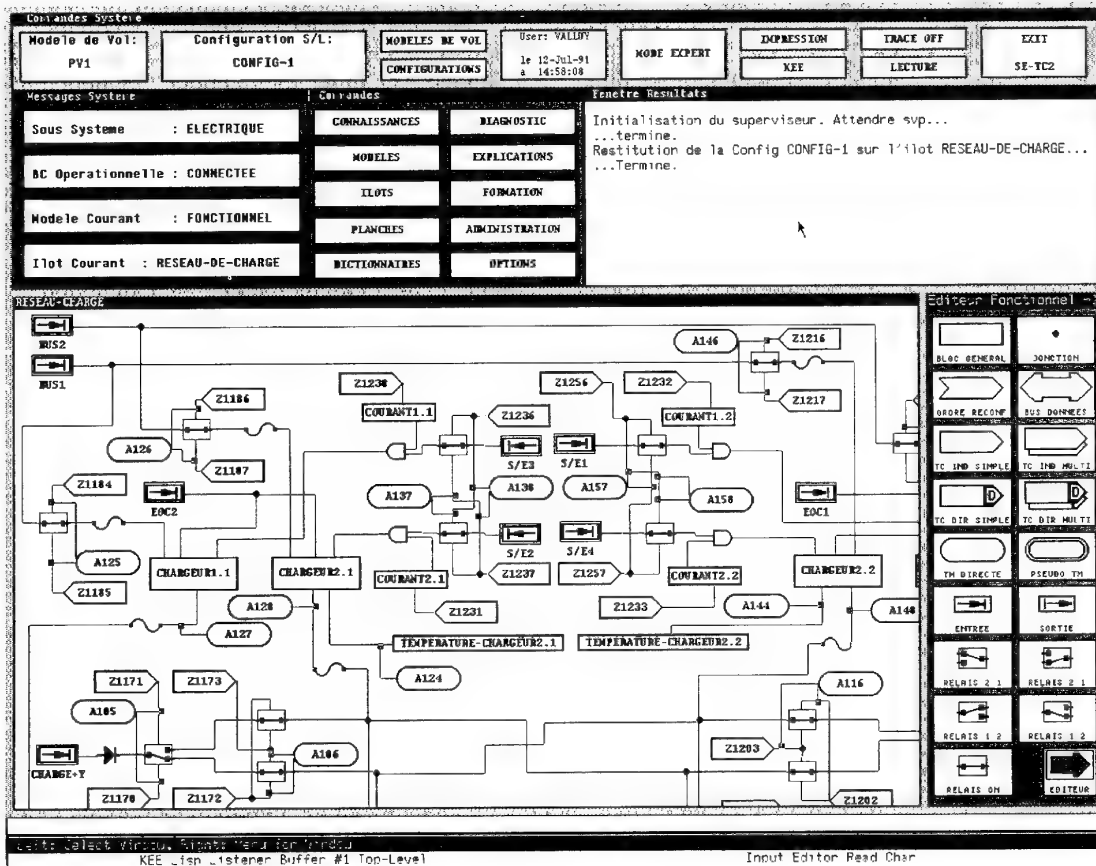 Commandes Systeme
Modele de Vol:
PV1
Configuration S/L:
CONFIG-1
MODELES DE VOL
CONFIGURATIONS
User: VALLUY
le 12-Jul-91
a 14:58:08
MODE EXPERT
IMPRESSION
KEE
TRACE OFF
LECTURE
EXIT
SE-TC2
Messages Systeme
Sous Systeme : ELECTRIQUE
BC Operationnelle : CONNECTEE
Modele Courant : FONCTIONNEL
Ilot Courant : RESEAU-DE-CHARGE
Commandes
CONNAISSANCES
DIAGNOSTIC
MODELES
EXPLICATIONS
ILOTS
FORMATION
PLANCHES
ADMINISTRATION
DICTIONNAIRES
OPTIONS
Fenetre Resultats
Initialisation du superviseur. Attendre svp...
...termine.
Restitution de la Config CONFIG-1 sur l'ilot RESEAU-DE-CHARGE...
...Termine.
RESEAU-CHARGE
BUS2
BUS1
A146
Z1216
Z1217
Z1238
Z1256
Z1232
Z1186
COURANT1.1
Z1236
COURANT1.2
A126
Z1187
S/E3
S/E1
Z1184
EOC2
A137
A138
A157
A158
EOC1
S/E2
S/E4
A125
CHARGEUR1.1
CHARGEUR2.1
COURANT2.1
Z1237
Z1257
COURANT2.2
CHARGEUR2.2
Z1185
A128
Z1231
Z1233
A144
A148
A127
TEMPERATURE-CHARGEUR2.1
TEMPERATURE-CHARGEUR2.2
A124
Z1171
Z1173
A116
A105
A106
Z1203
CHARGE+Y
Z1170
Z1172
Z1202
Editeur Fonctionnel
BLOC GENERAL
JONCTION
ORDRE RECONF
BUS DONNEES
TC IND SIMPLE
TC IND MULTI
D
D
TC DIR SIMPLE
TC DIR MULTI
TM DIRECTE
PSEUDO TM
ENTREE
SORTIE
RELAIS 2 1
RELAIS 2 1
RELAIS 1 2
RELAIS 1 2
RELAIS ON
EDITEUR
Left: Select Window, Right: Menu for Window
KEE Lisp Listener Buffer #1 Top-Level
Input Editor Read Char